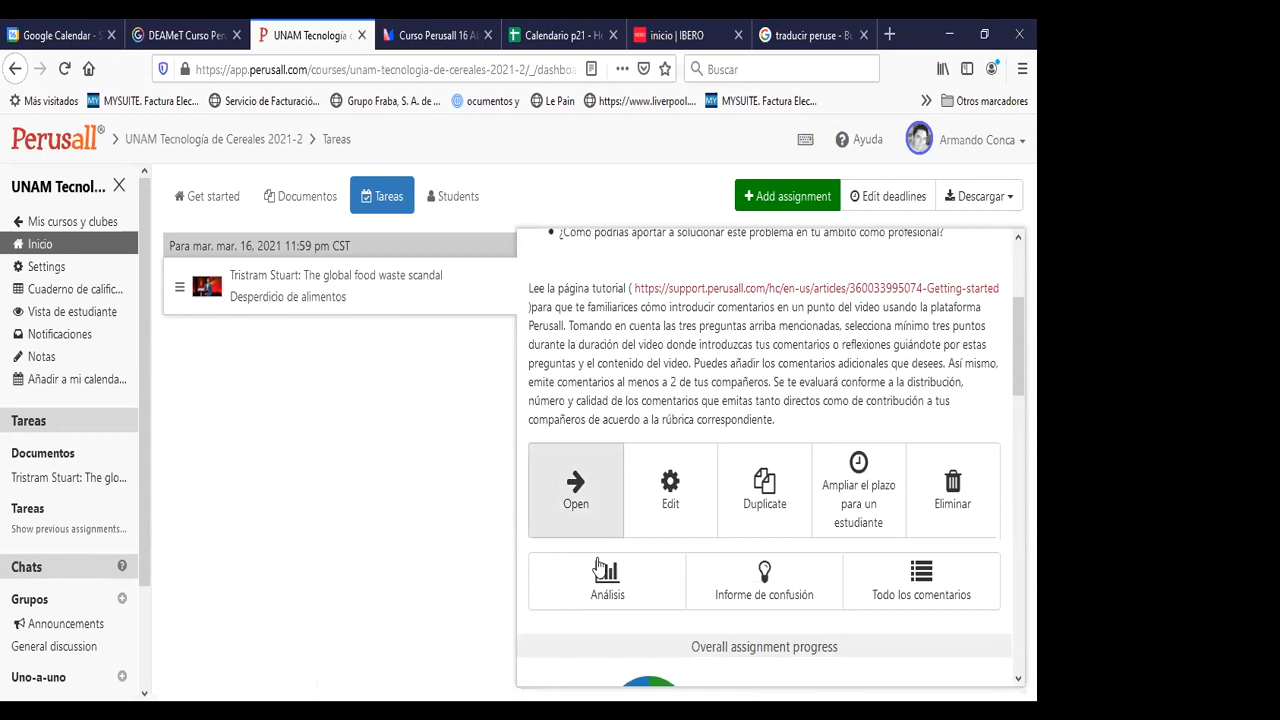 Google Calendar - S
DEAMeT Curso Per
UNAM Tecnología d
Curso Perusall 16 Al
Calendario p21 - Ho
inicio | IBERO
traducir peruse - Bu
https://app.perusall.com/courses/unam-tecnologia-de-cereales-2021-2/_/dashboa
Buscar
Más visitados
MYSUITE. Factura Elec...
Servicio de Facturació...
Grupo Fraba, S. A. de ...
ocumentos y
Le Pain
https://www.liverpool....
MYSUITE. Factura Elec...
Otros marcadores
Perusall®
UNAM Tecnología de Cereales 2021-2
Tareas
Ayuda
Armando Conca
UNAM Tecnol...
Mis cursos y clubes
Inicio
Settings
Cuaderno de calific...
Vista de estudiante
Notificaciones
Notas
Añadir a mi calenda...
Tareas
Documentos
Tristram Stuart: The glo...
Tareas
Show previous assignments...
Chats
Grupos
Announcements
General discussion
Uno-a-uno
Get started
Documentos
Tareas
Students
Add assignment
Edit deadlines
Descargar
Para mar. mar. 16, 2021 11:59 pm CST
Tristram Stuart: The global food waste scandal
Desperdicio de alimentos
¿Cómo podrías aportar a solucionar este problema en tu ámbito como profesional?
Lee la página tutorial ( https://support.perusall.com/hc/en-us/articles/360033995074-Getting-started
)para que te familiarices cómo introducir comentarios en un punto del video usando la plataforma
Perusall. Tomando en cuenta las tres preguntas arriba mencionadas, selecciona mínimo tres puntos
durante la duración del video donde introduzcas tus comentarios o reflexiones guiándote por estas
preguntas y el contenido del video. Puedes añadir los comentarios adicionales que desees. Así mismo,
emite comentarios al menos a 2 de tus compañeros. Se te evaluará conforme a la distribución,
número y calidad de los comentarios que emitas tanto directos como de contribución a tus
compañeros de acuerdo a la rúbrica correspondiente.
Open
Edit
Duplicate
Ampliar el plazo
para un
estudiante
Eliminar
Análisis
Informe de confusión
Todo los comentarios
Overall assignment progress